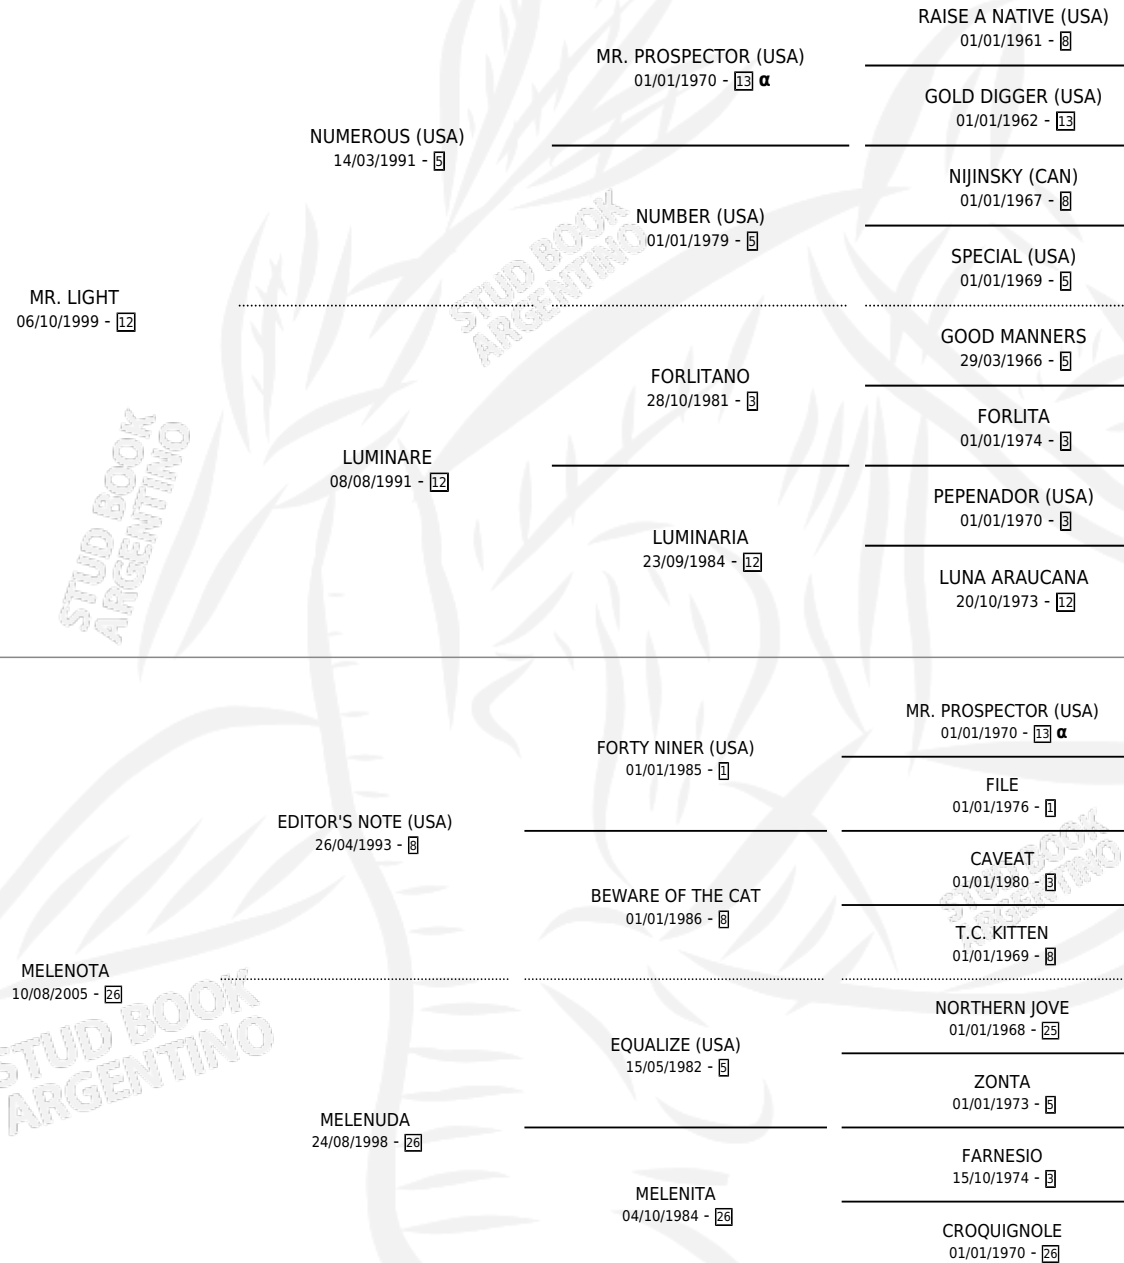 RAISE A NATIVE (USA)
01/01/1961 - 8
MR. PROSPECTOR (USA)
01/01/1970 - 13 α
GOLD DIGGER (USA)
01/01/1962 - 13
NUMEROUS (USA)
14/03/1991 - 5
NIJINSKY (CAN)
01/01/1967 - 8
NUMBER (USA)
01/01/1979 - 5
SPECIAL (USA)
01/01/1969 - 5
MR. LIGHT
06/10/1999 - 12
GOOD MANNERS
29/03/1966 - 5
FORLITANO
28/10/1981 - 3
FORLITA
01/01/1974 - 3
LUMINARE
08/08/1991 - 12
PEPENADOR (USA)
01/01/1970 - 3
LUMINARIA
23/09/1984 - 12
LUNA ARAUCANA
20/10/1973 - 12
MR. PROSPECTOR (USA)
01/01/1970 - 13 α
FORTY NINER (USA)
01/01/1985 - 1
FILE
01/01/1976 - 1
EDITOR'S NOTE (USA)
26/04/1993 - 8
CAVEAT
01/01/1980 - 3
BEWARE OF THE CAT
01/01/1986 - 8
T.C. KITTEN
01/01/1969 - 8
MELENOTA
10/08/2005 - 26
NORTHERN JOVE
01/01/1968 - 25
EQUALIZE (USA)
15/05/1982 - 5
ZONTA
01/01/1973 - 5
MELENUDA
24/08/1998 - 26
FARNESIO
15/10/1974 - 3
MELENITA
04/10/1984 - 26
CROQUIGNOLE
01/01/1970 - 26
STUD BOOK
ARGENTINO
STUD BOOK
ARGENTINO
STUD BOOK
ARGENTINO
STUD BOOK
ARGENTINO